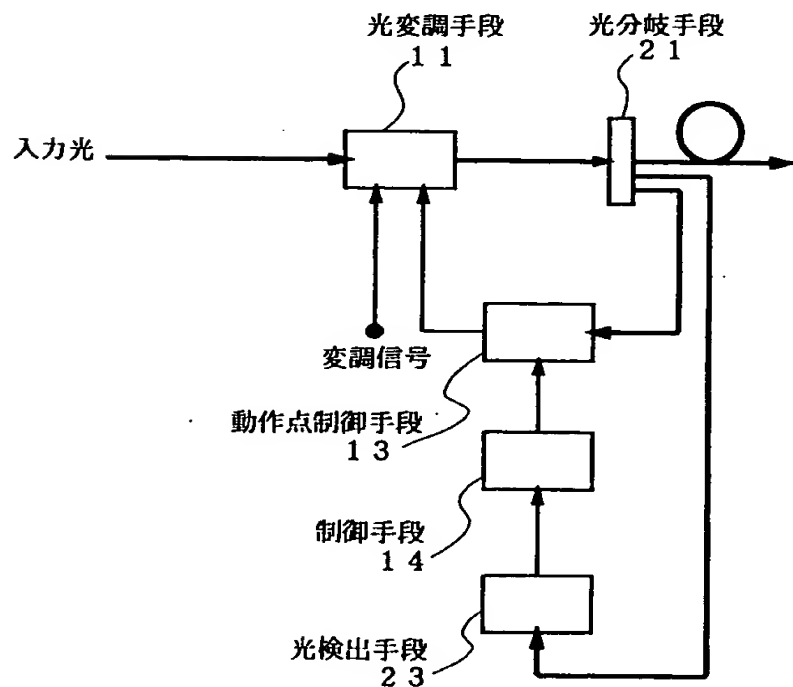 光変調手段
11
光分岐手段
21
入力光
変調信号
動作点制御手段
13
制御手段
14
光検出手段
23